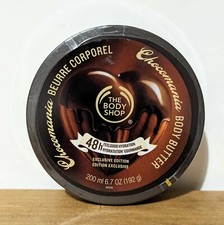 Chocomania BEURRE CORPOREL
Chocomania BODY BUTTER
THE
BODY
SHOP
48h
EXCLUSIVE EDITION
EDITION EXCLUSIVE
200 ml 6.7 OZ (192 g)